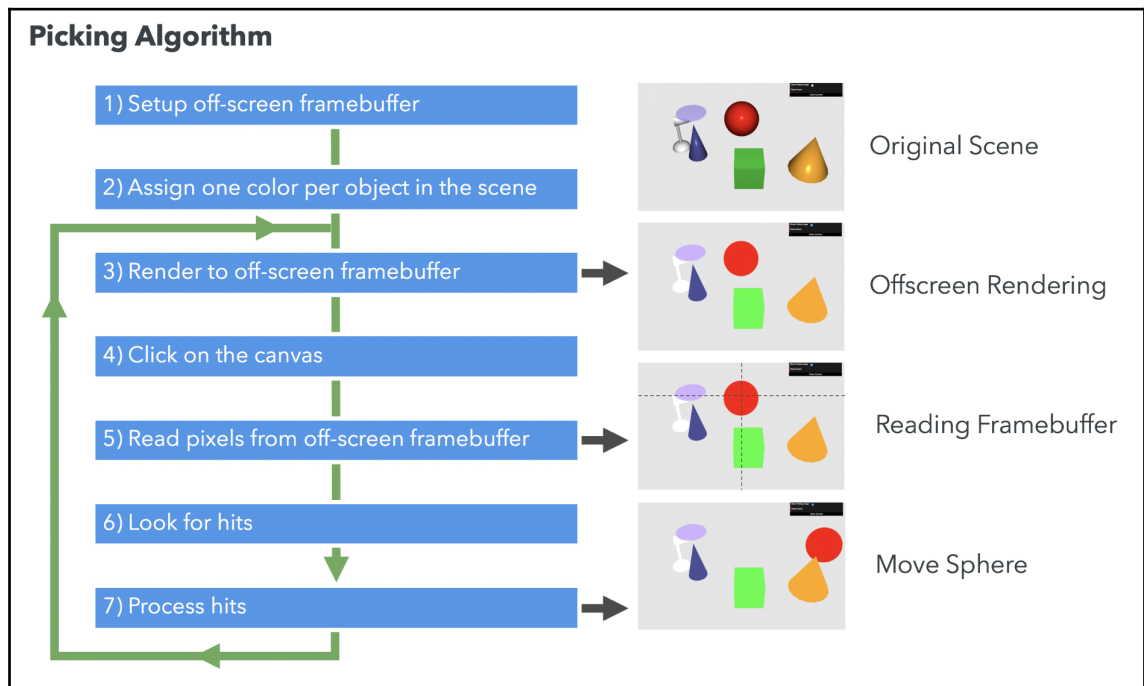 Picking Algorithm
1) Setup off-screen framebuffer
2) Assign one color per object in the scene
3) Render to off-screen framebuffer
4) Click on the canvas
5) Read pixels from off-screen framebuffer
6) Look for hits
7) Process hits
Original Scene
Offscreen Rendering
Reading Framebuffer
Move Sphere